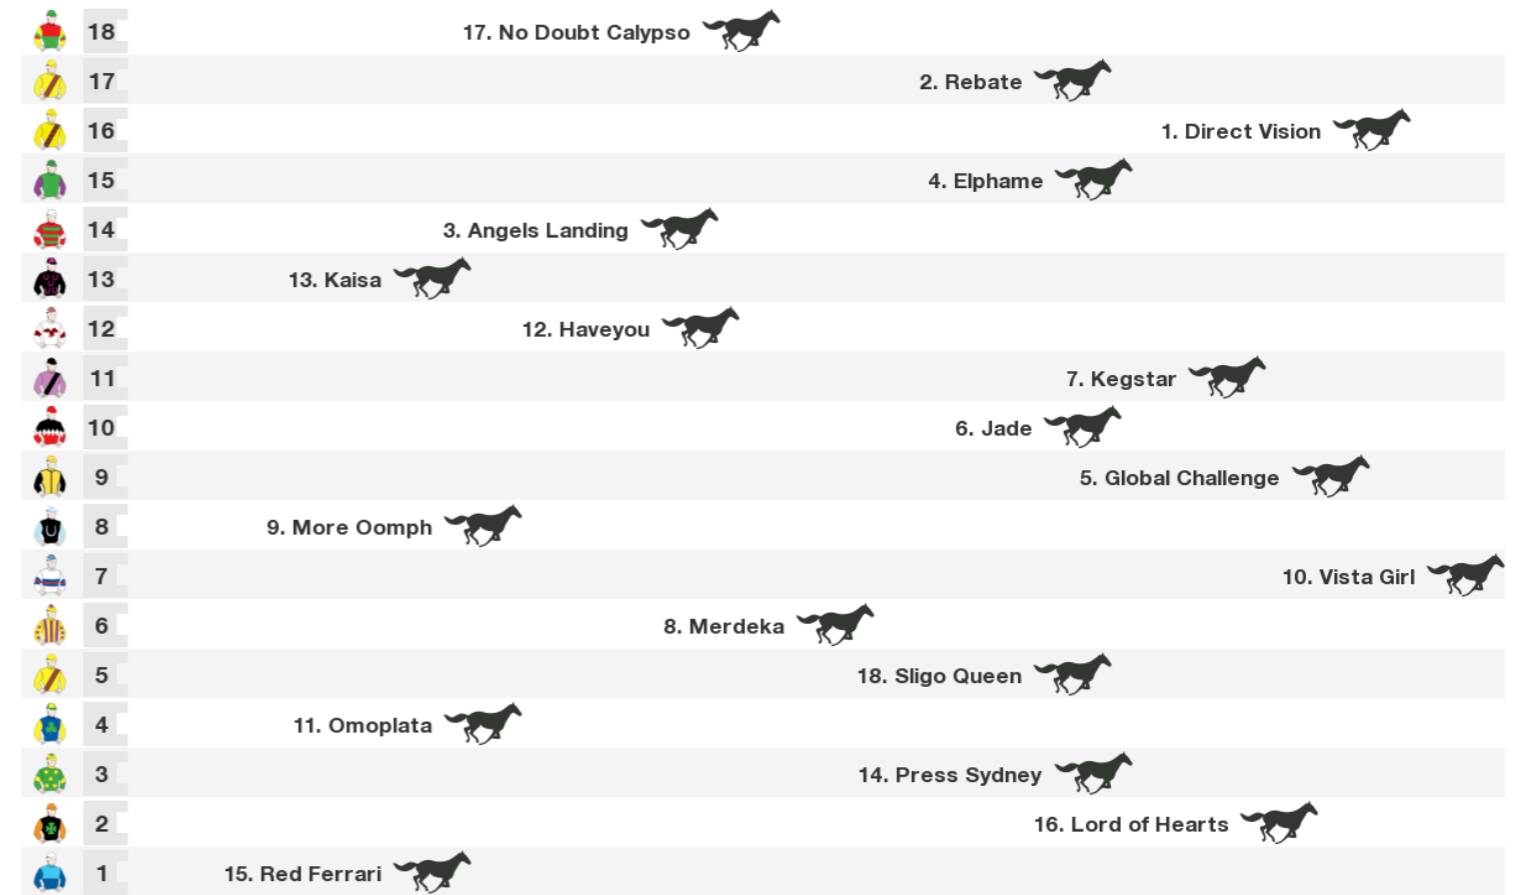 18 17. No Doubt Calypso
17 2. Rebate
16 1. Direct Vision
15 4. Elphame
14 3. Angels Landing
13 13. Kaisa
12 12. Haveyou
11 7. Kegstar
10 6. Jade
9 5. Global Challenge
8 9. More Oomph
7 10. Vista Girl
6 8. Merdeka
5 18. Sligo Queen
4 11. Omoplata
3 14. Press Sydney
2 16. Lord of Hearts
1 15. Red Ferrari